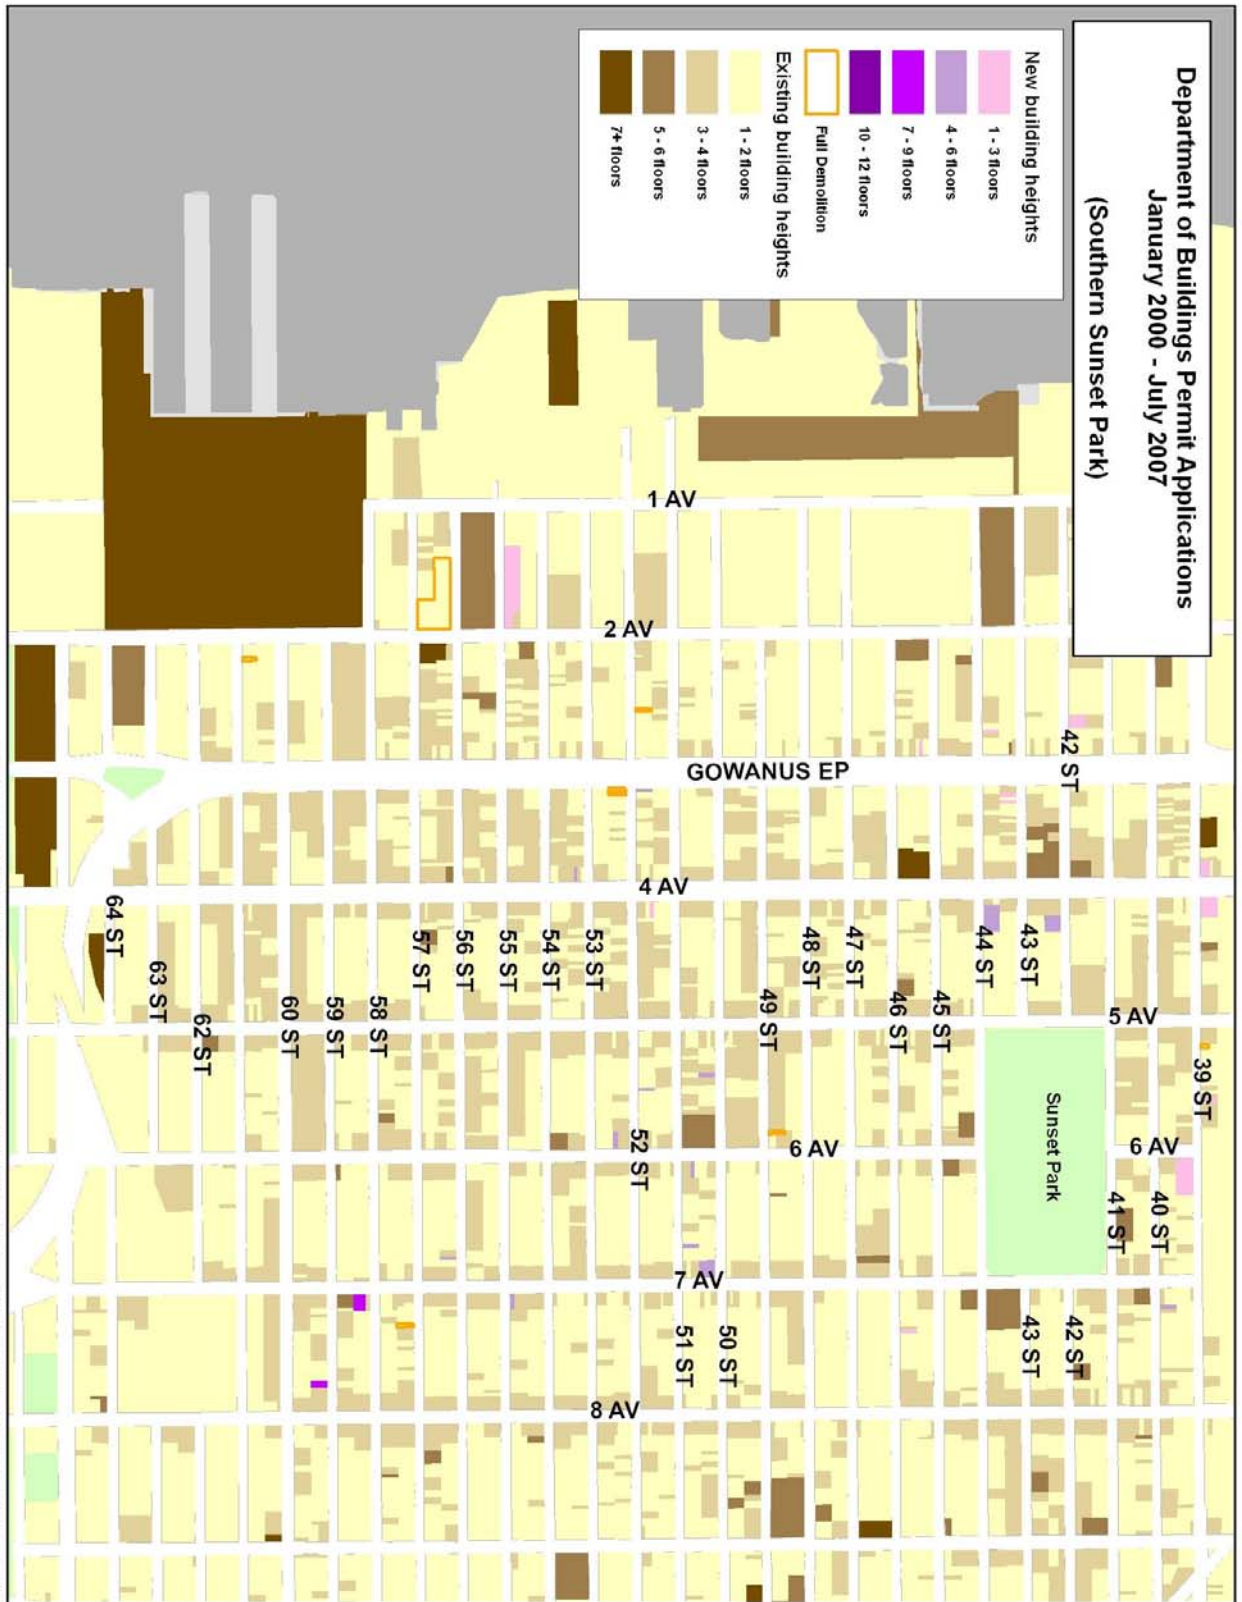 Department of Buildings Permit Applications
January 2000 - July 2007
(Southern Sunset Park)
New building heights
1 - 3 floors
4 - 6 floors
7 - 9 floors
10 - 12 floors
Full Demolition
Existing building heights
1 - 2 floors
3 - 4 floors
5 - 6 floors
7+ floors
1 AV
2 AV
42 ST
GOWANUS EP
4 AV
64 ST
63 ST
62 ST
60 ST
59 ST
58 ST
57 ST
56 ST
55 ST
54 ST
53 ST
52 ST
49 ST
48 ST
47 ST
46 ST
45 ST
44 ST
43 ST
5 AV
39 ST
Sunset Park
6 AV
6 AV
41 ST
40 ST
7 AV
51 ST
50 ST
43 ST
42 ST
8 AV